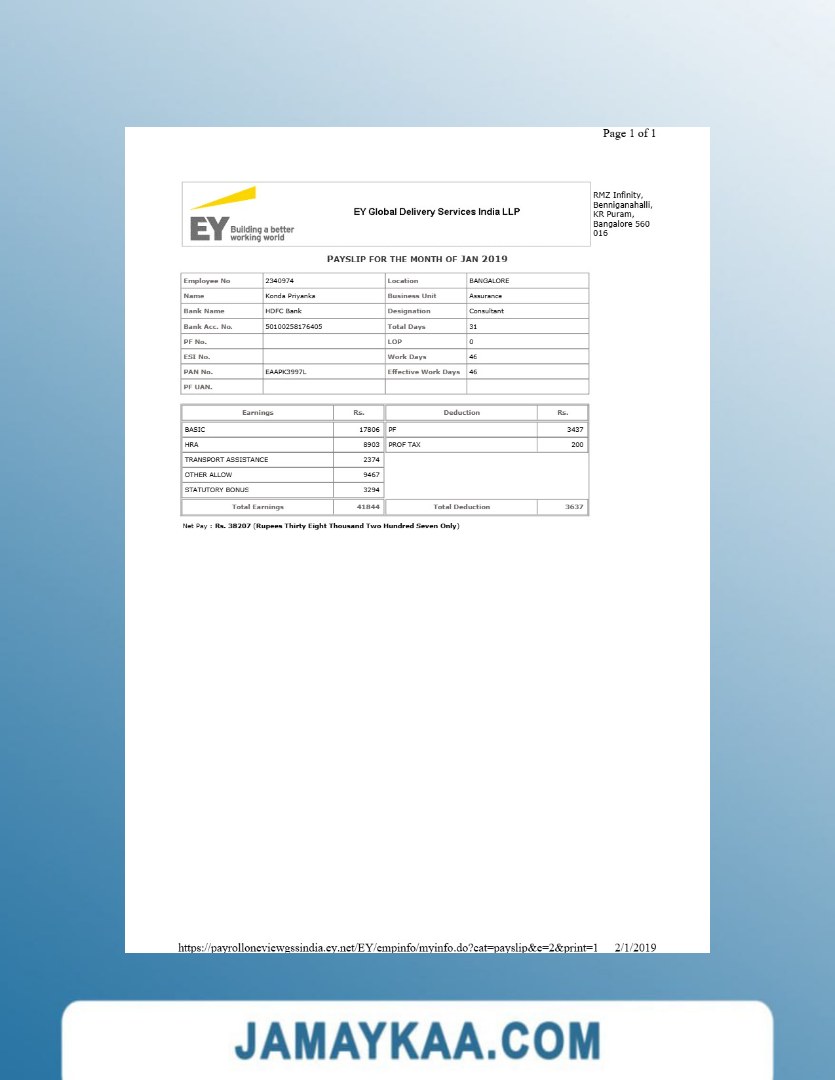 Page 1 of 1
EY Building a better working world
EY Global Delivery Services India LLP
RMZ Infinity,
Benniganahalli,
KR Puram,
Bangalore 560
016
PAYSLIP FOR THE MONTH OF JAN 2019
Employee No 2340974 Location BANGALORE
Name Konda Priyanka Business Unit Assurance
Bank Name HDFC Bank Designation Consultant
Bank Acc. No. 50100258176405 Total Days 31
PF No. LOP 0
ESI No. Work Days 46
PAN No. EAAPK3997L Effective Work Days 46
PF UAN.
Earnings Rs. Deduction Rs.
BASIC 17806 PF 3437
HRA 8903 PROF TAX 200
TRANSPORT ASSISTANCE 2374
OTHER ALLOW 9467
STATUTORY BONUS 3294
Total Earnings 41844 Total Deduction 3637
Net Pay : Rs. 38207 (Rupees Thirty Eight Thousand Two Hundred Seven Only)
https://payrolloneviewgssindia.ey.net/EY/empinfo/myinfo.do?cat=payslip&e=2&print=1 2/1/2019
JAMAYKAA.COM